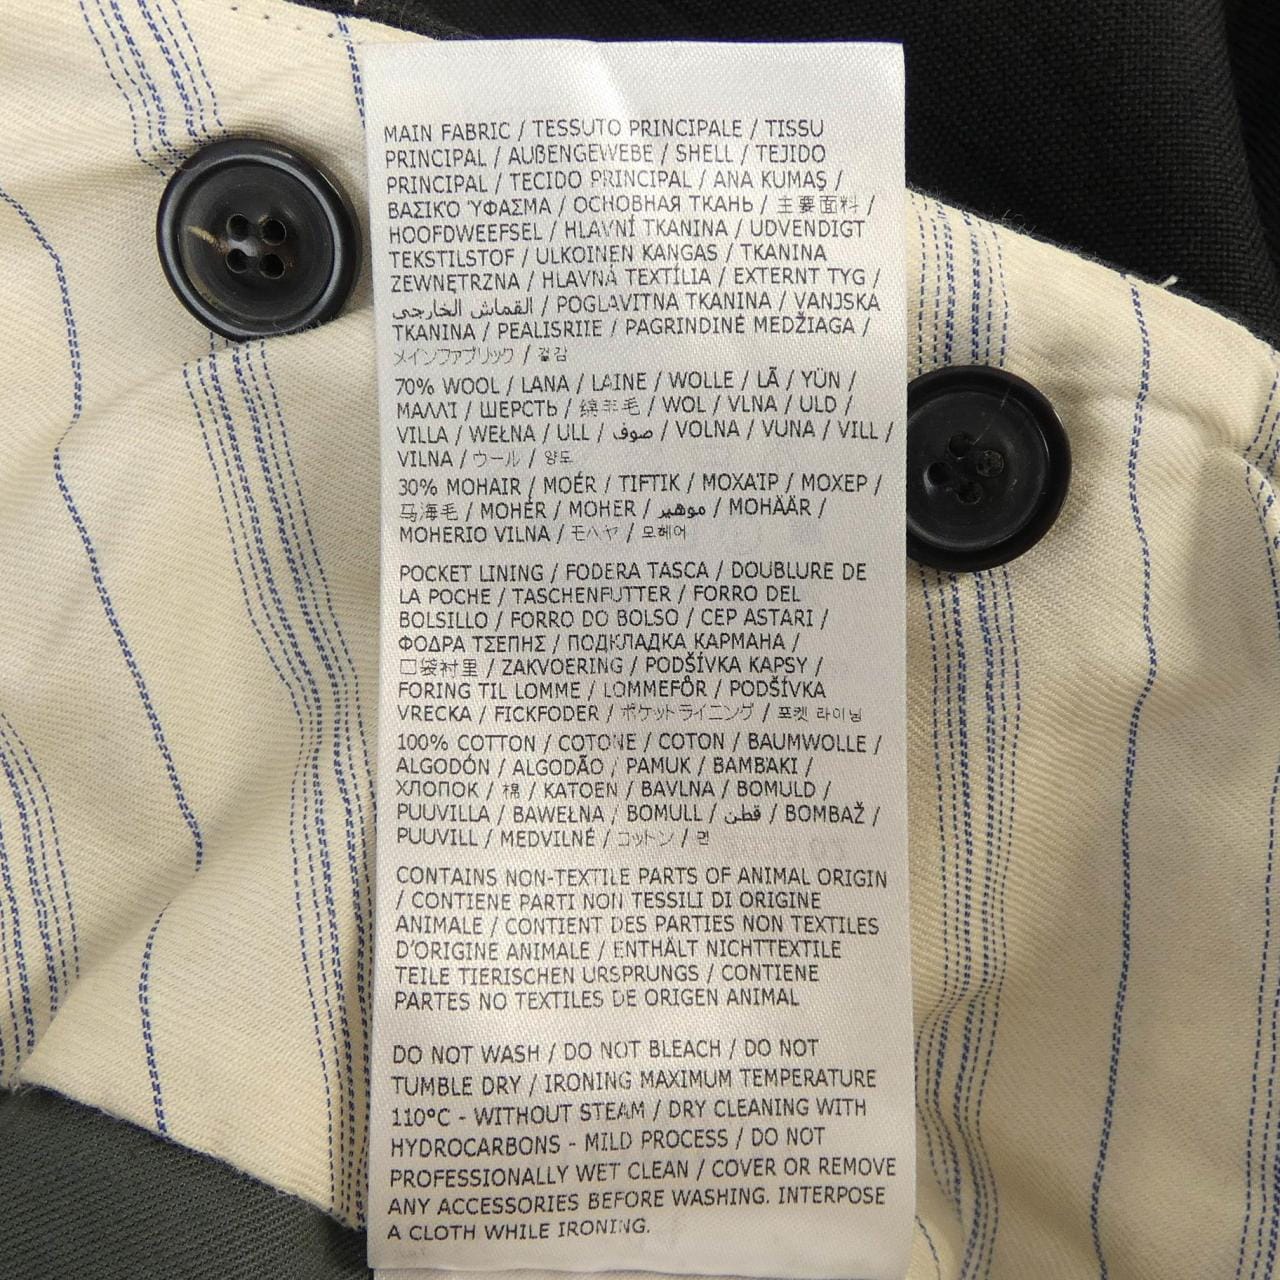 MAIN FABRIC / TESSUTO PRINCIPALE / TISSU
PRINCIPAL / AUßENGEWEBE / SHELL / TEJIDO
PRINCIPAL / TECIDO PRINCIPAL / ANA KUMAŞ /
ΒΑΣΙΚΌ ΎΦΑΣΜΑ / ОСНОВНАЯ ТКАНЬ / 主要面料 /
HOOFDWEEFSEL / HLAVNÍ TKANINA / UDVENDIGT
TEKSTILSTOF / ULKOINEN KANGAS / TKANINA
ZEWNĘTRZNA / HLAVNÁ TEXTÍLIA / EXTERNT TYG /
القماش الخارجي / POGLAVITNA TKANINA / VANJSKA
TKANINA / PEALISRIIE / PAGRINDINĖ MEDŽIAGA /
メインファブリック / 겉감
70% WOOL / LANA / LAINE / WOLLE / LÃ / YÜN /
ΜΑΛΛΊ / ШЕРСТЬ / 绵羊毛 / WOL / VLNA / ULD /
VILLA / WEŁNA / ULL / صوف / VOLNA / VUNA / VILL /
VILNA / ウール / 양모
30% MOHAIR / MOÉR / TIFTIK / ΜΟΧΑΊΡ / МОХЕР /
马海毛 / MOHÉR / MOHER / موهير / MOHÄÄR /
MOHERIO VILNA / モヘヤ / 모헤어
POCKET LINING / FODERA TASCA / DOUBLURE DE
LA POCHE / TASCHENFUTTER / FORRO DEL
BOLSILLO / FORRO DO BOLSO / CEP ASTARI /
ΦΟΔΡΑ ΤΣΕΠΗΣ / ПОДКЛАДКА КАРМАНА /
口袋衬里 / ZAKVOERING / PODŠÍVKA KAPSY /
FORING TIL LOMME / LOMMEFÔR / PODŠÍVKA
VRECKA / FICKFODER / ポケットライニング / 포켓 라이닝
100% COTTON / COTONE / COTON / BAUMWOLLE /
ALGODÓN / ALGODÃO / PAMUK / ΒΑΜΒΆΚΙ /
ХЛОПОК / 棉 / KATOEN / BAVLNA / BOMULD /
PUUVILLA / BAWEŁNA / BOMULL / قطن / BOMBAŽ /
PUUVILL / MEDVILNĖ / コットン / 면
CONTAINS NON-TEXTILE PARTS OF ANIMAL ORIGIN
/ CONTIENE PARTI NON TESSILI DI ORIGINE
ANIMALE / CONTIENT DES PARTIES NON TEXTILES
D'ORIGINE ANIMALE / ENTHÄLT NICHTTEXTILE
TEILE TIERISCHEN URSPRUNGS / CONTIENE
PARTES NO TEXTILES DE ORIGEN ANIMAL
DO NOT WASH / DO NOT BLEACH / DO NOT
TUMBLE DRY / IRONING MAXIMUM TEMPERATURE
110°C - WITHOUT STEAM / DRY CLEANING WITH
HYDROCARBONS - MILD PROCESS / DO NOT
PROFESSIONALLY WET CLEAN / COVER OR REMOVE
ANY ACCESSORIES BEFORE WASHING. INTERPOSE
A CLOTH WHILE IRONING.